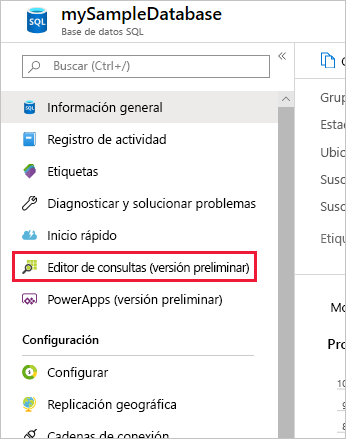 SQL
mySampleDatabase
Base de datos SQL
Buscar (Ctrl+/)
Información general
Registro de actividad
Etiquetas
Diagnosticar y solucionar problemas
Inicio rápido
Editor de consultas (versión preliminar)
PowerApps (versión preliminar)
Configuración
Configurar
Replicación geográfica
Cadenas de conexión
Grup
Estad
Ubic
Susc
Susc
Etiqu
Mo